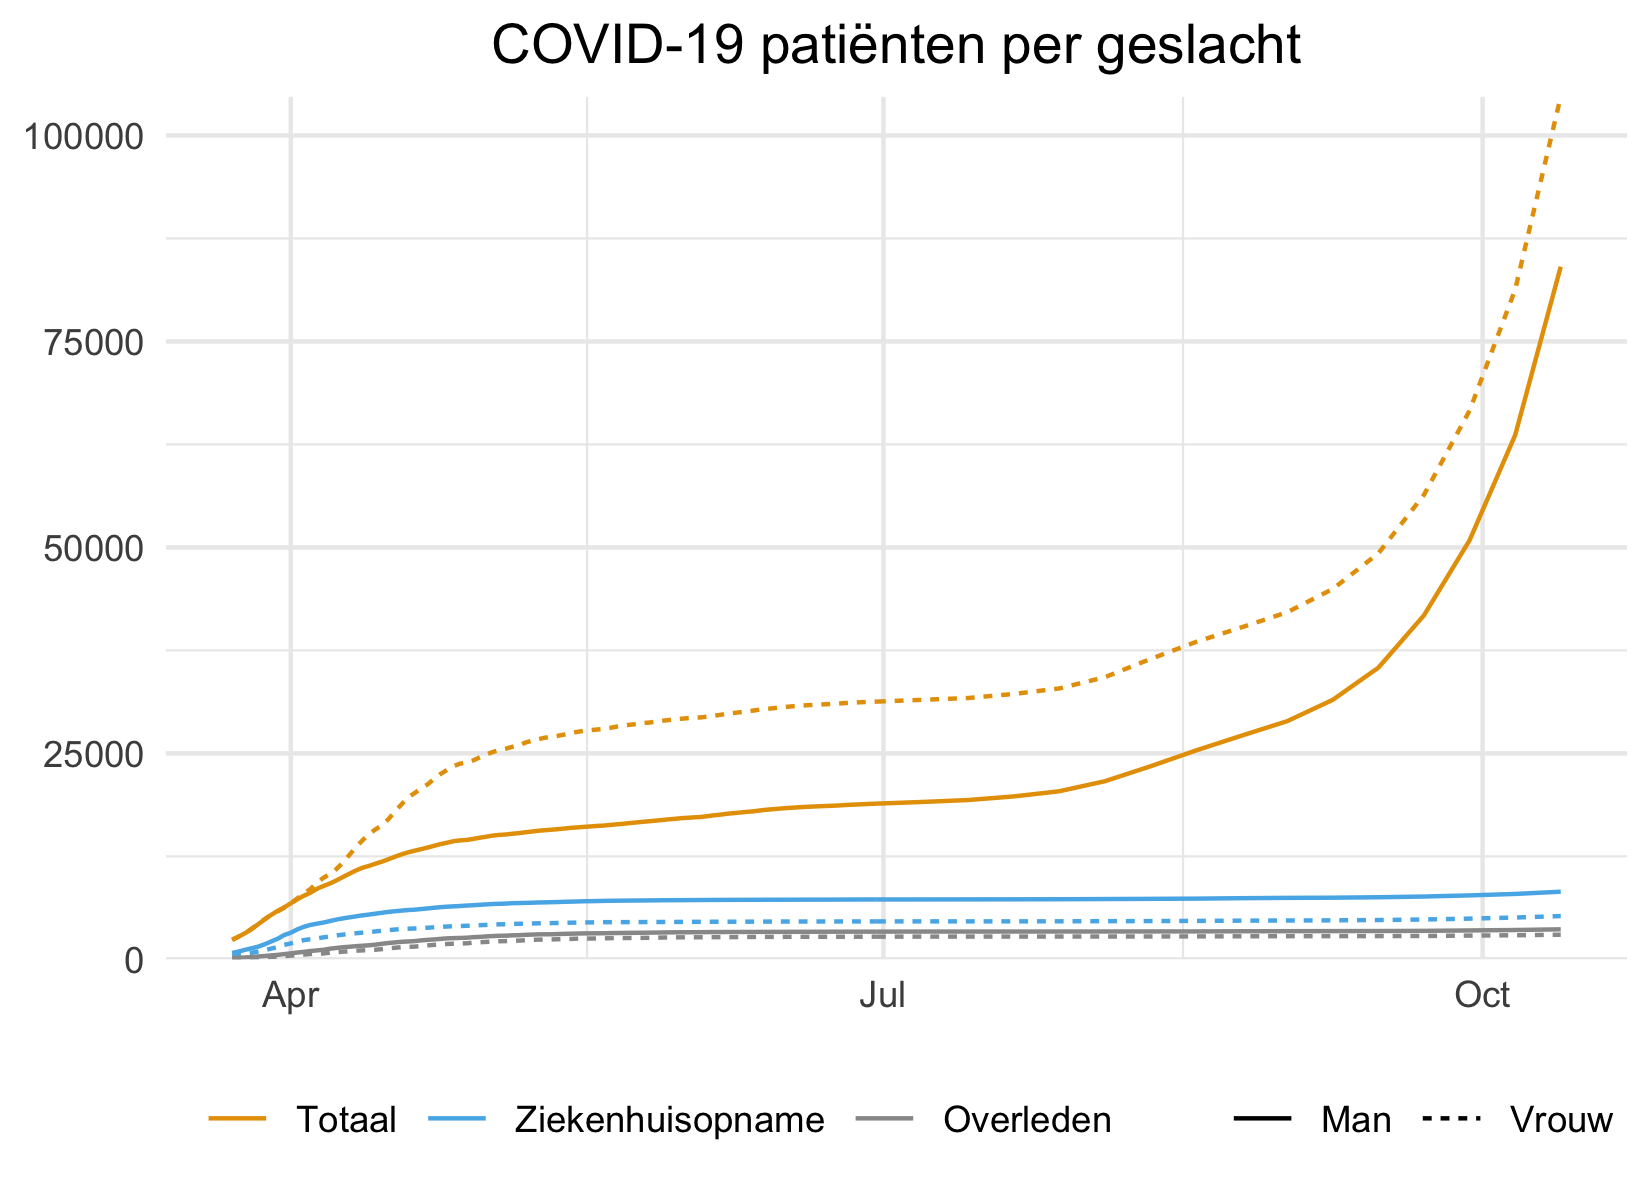 COVID-19 patiënten per geslacht
100000
75000
50000
25000
0
Apr Jul Oct
Totaal Ziekenhuisopname Overleden Man Vrouw